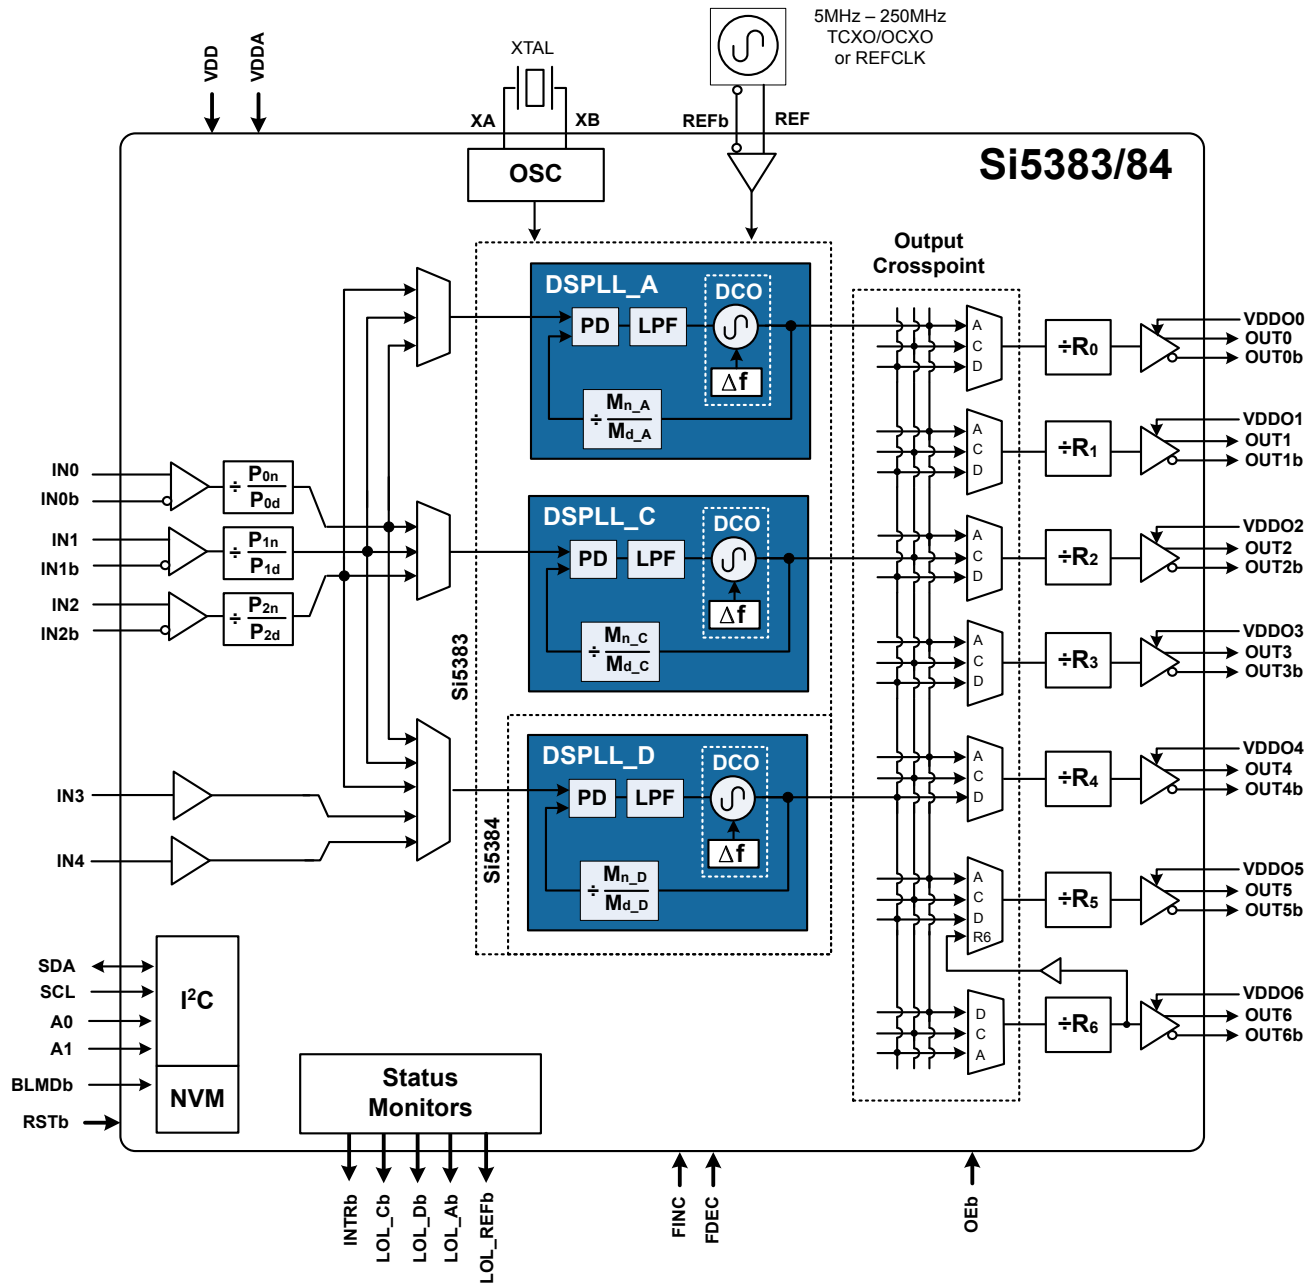 5MHz – 250MHz
TCXO/OCXO
or REFCLK
XTAL
VDD
VDDA
XA
XB
REFb
REF
Si5383/84
OSC
Output
Crosspoint
DSPLL_A
DCO
PD
LPF
Δf
÷ Mn_A
Md_A
A
C
D
÷R0
VDDO0
OUT0
OUT0b
A
C
D
÷R1
VDDO1
OUT1
OUT1b
IN0
IN0b
÷ P0n
P0d
IN1
IN1b
÷ P1n
P1d
IN2
IN2b
÷ P2n
P2d
DSPLL_C
DCO
PD
LPF
Δf
÷ Mn_C
Md_C
Si5383
A
C
D
÷R2
VDDO2
OUT2
OUT2b
A
C
D
÷R3
VDDO3
OUT3
OUT3b
DSPLL_D
DCO
PD
LPF
Δf
÷ Mn_D
Md_D
Si5384
IN3
IN4
A
C
D
÷R4
VDDO4
OUT4
OUT4b
A
C
D
R6
÷R5
VDDO5
OUT5
OUT5b
D
C
A
÷R6
VDDO6
OUT6
OUT6b
SDA
SCL
A0
A1
BLMDb
RSTb
I2C
NVM
Status
Monitors
INTRb
LOL_Cb
LOL_Db
LOL_Ab
LOL_REFb
FINC
FDEC
OEb